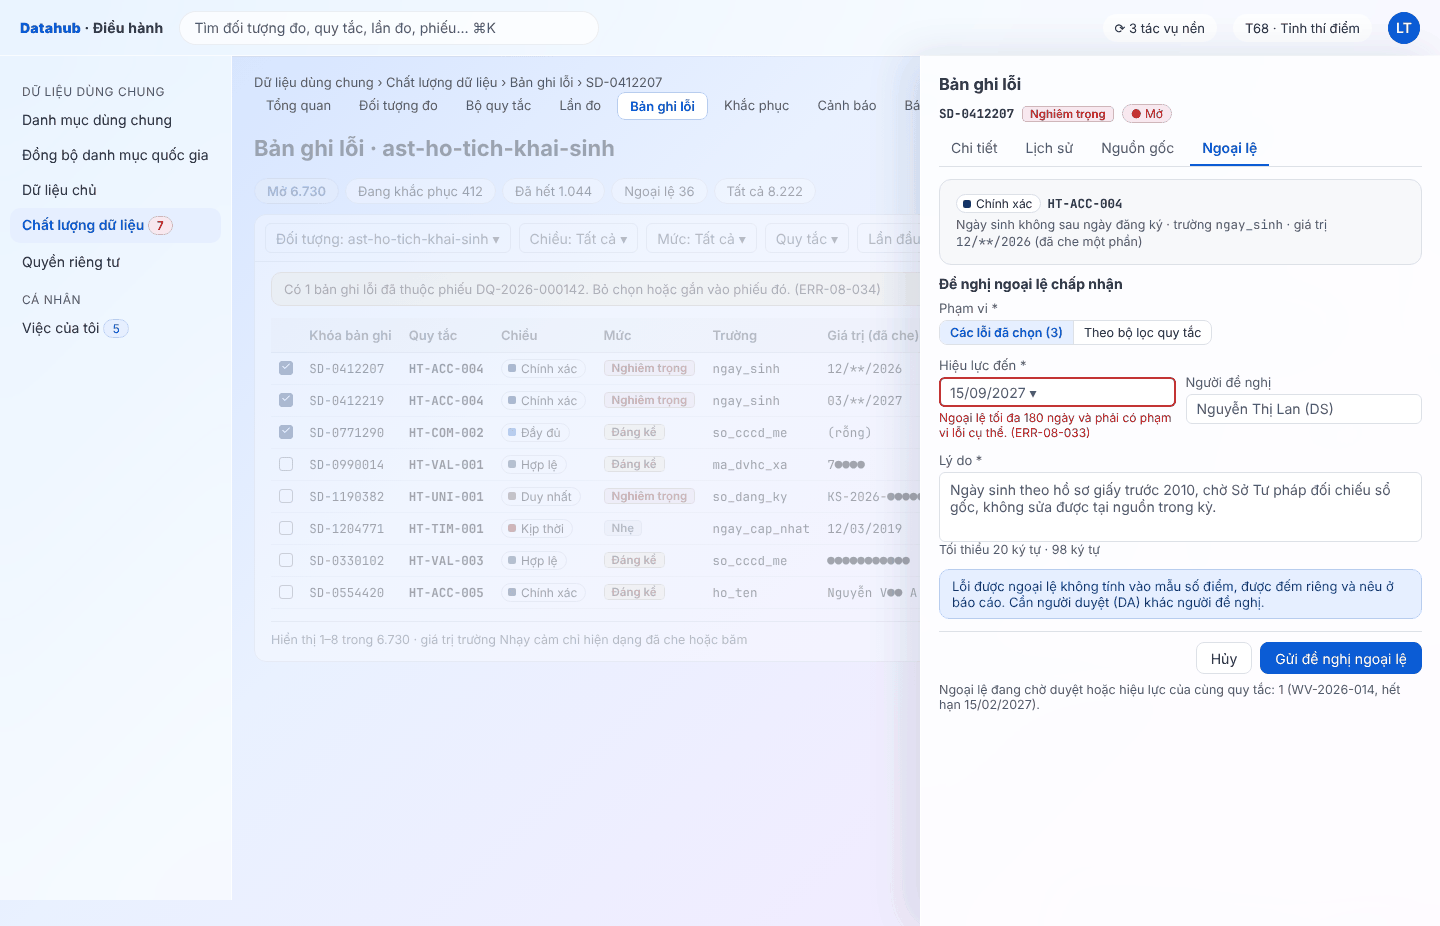 Datahub · Điều hành
Tìm đối tượng đo, quy tắc, lần đo, phiếu... ⌘K
⟳ 3 tác vụ nền
T68 · Tỉnh thí điểm
LT
DỮ LIỆU DÙNG CHUNG
Danh mục dùng chung
Đồng bộ danh mục quốc gia
Dữ liệu chủ
Chất lượng dữ liệu 7
Quyền riêng tư
CÁ NHÂN
Việc của tôi 5
Dữ liệu dùng chung › Chất lượng dữ liệu › Bản ghi lỗi › SD-0412207
Tổng quan Đối tượng đo Bộ quy tắc Lần đo Bản ghi lỗi Khắc phục Cảnh báo
Bản ghi lỗi · ast-ho-tich-khai-sinh
Mở 6.730 Đang khắc phục 412 Đã hết 1.044 Ngoại lệ 36 Tất cả 8.222
Đối tượng: ast-ho-tich-khai-sinh ▾ Chiều: Tất cả ▾ Mức: Tất cả ▾ Quy tắc ▾ Lần đầu
Có 1 bản ghi lỗi đã thuộc phiếu DQ-2026-000142. Bỏ chọn hoặc gắn vào phiếu đó. (ERR-08-034)
Khóa bản ghi Quy tắc Chiều Mức Trường Giá trị (đã che)
SD-0412207 HT-ACC-004 Chính xác Nghiêm trọng ngay_sinh 12/**/2026
SD-0412219 HT-ACC-004 Chính xác Nghiêm trọng ngay_sinh 03/**/2027
SD-0771290 HT-COM-002 Đầy đủ Đáng kể so_cccd_me (rỗng)
SD-0990014 HT-VAL-001 Hợp lệ Đáng kể ma_dvhc_xa 7●●●●
SD-1190382 HT-UNI-001 Duy nhất Nghiêm trọng so_dang_ky KS-2026-●●●●●
SD-1204771 HT-TIM-001 Kịp thời Nhẹ ngay_cap_nhat 12/03/2019
SD-0330102 HT-VAL-003 Hợp lệ Đáng kể so_cccd_me ●●●●●●●●●●●
SD-0554420 HT-ACC-005 Chính xác Đáng kể ho_ten Nguyễn V●● A
Hiển thị 1–8 trong 6.730 · giá trị trường Nhạy cảm chỉ hiện dạng đã che hoặc băm
Bản ghi lỗi
SD-0412207 Nghiêm trọng ● Mở
Chi tiết Lịch sử Nguồn gốc Ngoại lệ
Chính xác HT-ACC-004
Ngày sinh không sau ngày đăng ký · trường ngay_sinh · giá trị
12/**/2026 (đã che một phần)
Đề nghị ngoại lệ chấp nhận
Phạm vi *
Các lỗi đã chọn (3) Theo bộ lọc quy tắc
Hiệu lực đến *
15/09/2027 ▾
Ngoại lệ tối đa 180 ngày và phải có phạm
vi lỗi cụ thể. (ERR-08-033)
Người đề nghị
Nguyễn Thị Lan (DS)
Lý do *
Ngày sinh theo hồ sơ giấy trước 2010, chờ Sở Tư pháp đối chiếu sổ
gốc, không sửa được tại nguồn trong kỳ.
Tối thiểu 20 ký tự · 98 ký tự
Lỗi được ngoại lệ không tính vào mẫu số điểm, được đếm riêng và nêu ở
báo cáo. Cần người duyệt (DA) khác người đề nghị.
Hủy Gửi đề nghị ngoại lệ
Ngoại lệ đang chờ duyệt hoặc hiệu lực của cùng quy tắc: 1 (WV-2026-014, hết
hạn 15/02/2027).